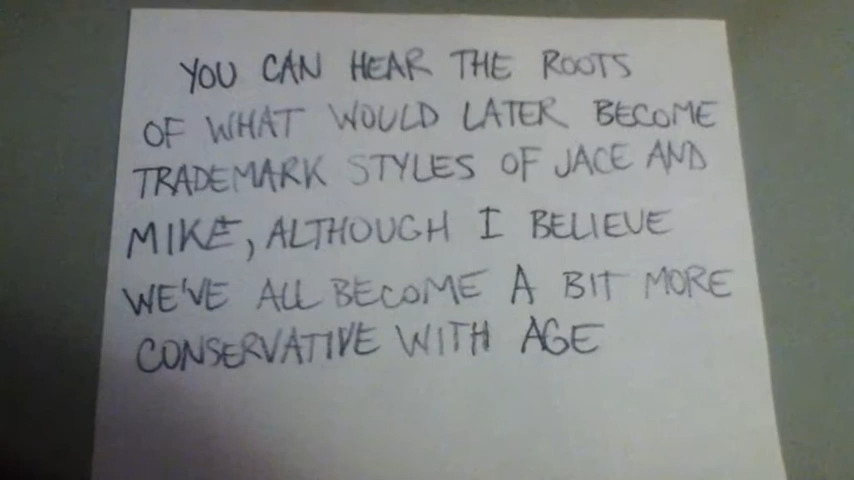 YOU CAN HEAR THE ROOTS
OF WHAT WOULD LATER BECOME
TRADEMARK STYLES OF JACE AND
MIKE, ALTHOUGH I BELIEVE
WE'VE ALL BECOME A BIT MORE
CONSERVATIVE WITH AGE